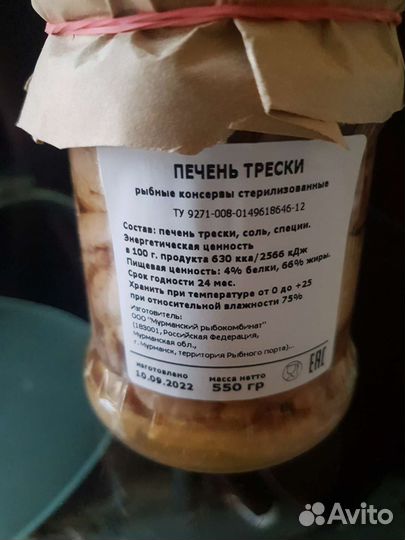 ПЕЧЕНЬ ТРЕСКИ
рыбные консервы стерилизованные
ТУ 9271-008-0149618646-12
Состав: печень трески, соль, специи.
Энергетическая ценность
в 100 г. продукта 630 ккa/2566 кДж
Пищевая ценность: 4% белки, 66% жиры.
Срок годности 24 мес.
Хранить при температуре от 0 до +25
при относительной влажности 75%
Изготовитель:
ООО "Мурманский рыбокомбинат"
(183001, Российская Федерация,
Мурманская обл.,
г. Мурманск, территория Рыбного порта)...
изготовлено масса нетто
10.09.2022 550 гр
EAC
Avito